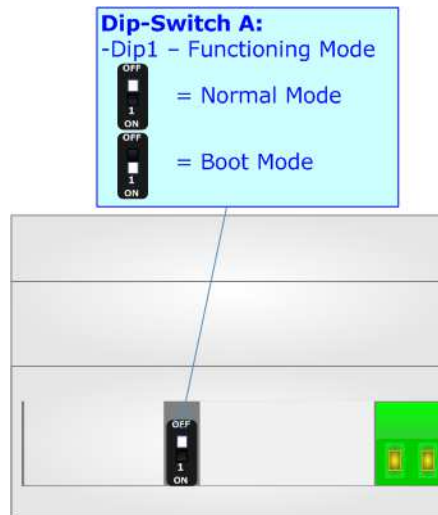 Dip-Switch A:
-Dip1 – Functioning Mode
OFF
1
ON
= Normal Mode
OFF
1
ON
= Boot Mode
OFF
1
ON